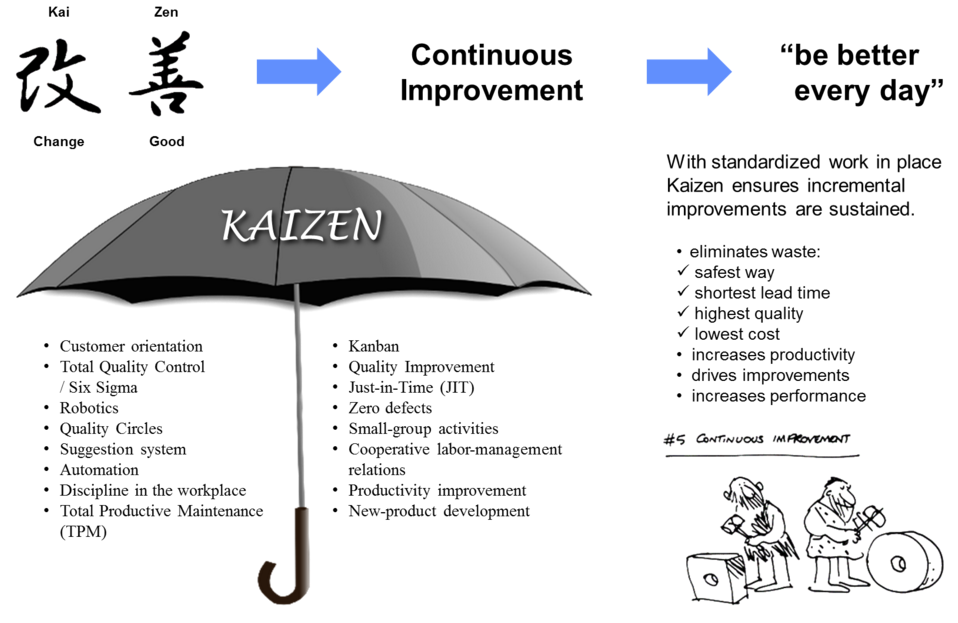 Kai Zen
改 善
Change Good
Continuous
Improvement
“be better
every day”
KAIZEN
• Customer orientation
• Total Quality Control
/ Six Sigma
• Robotics
• Quality Circles
• Suggestion system
• Automation
• Discipline in the workplace
• Total Productive Maintenance
(TPM)
• Kanban
• Quality Improvement
• Just-in-Time (JIT)
• Zero defects
• Small-group activities
• Cooperative labor-management
relations
• Productivity improvement
• New-product development
With standardized work in place
Kaizen ensures incremental
improvements are sustained.
• eliminates waste:
✓ safest way
✓ shortest lead time
✓ highest quality
✓ lowest cost
• increases productivity
• drives improvements
• increases performance
#5 CONTINUOUS IMPROVEMENT